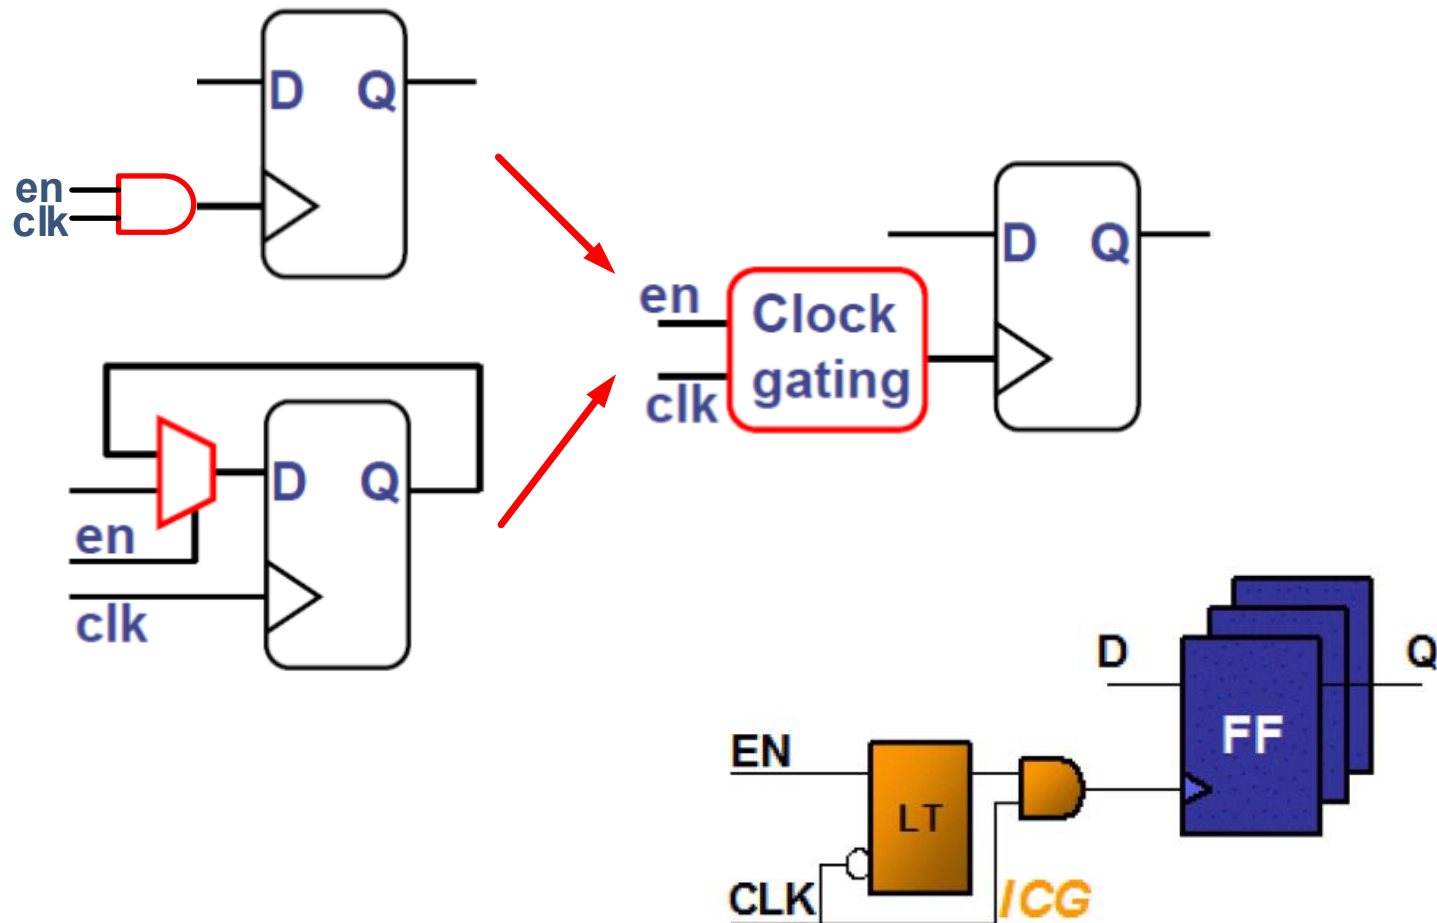 D Q
en
clk
D Q
en
clk
D Q
en
clk
Clock
gating
D Q
FF
EN
LT
CLK
ICG